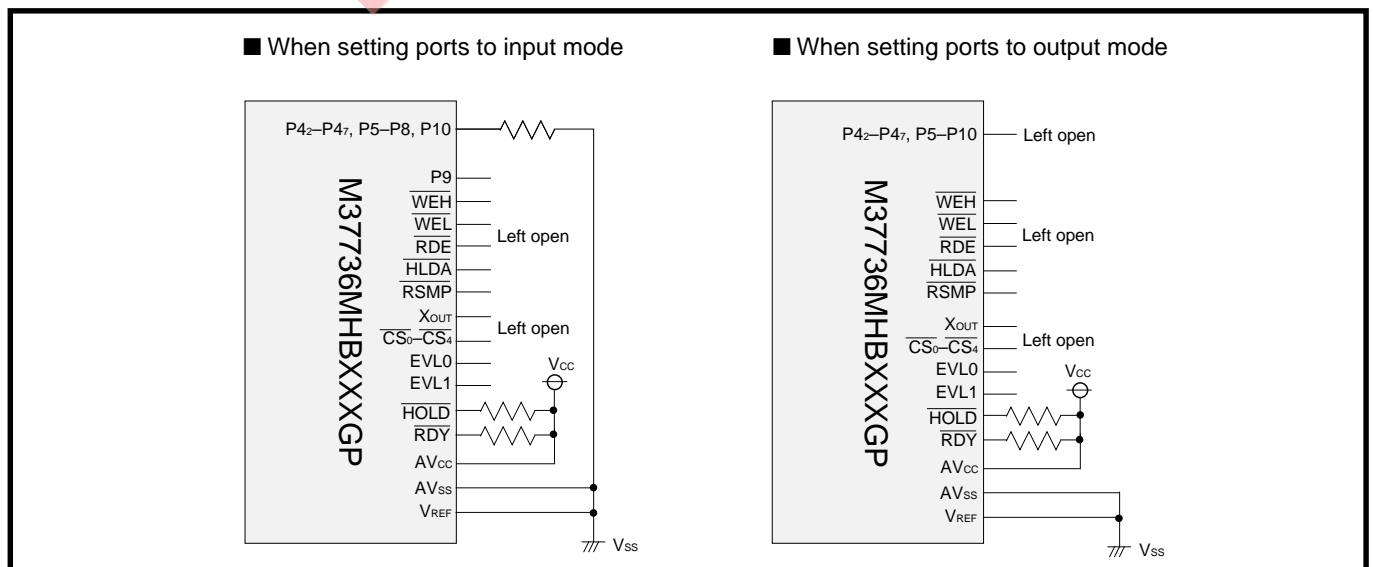 ■ When setting ports to input mode
P4₂–P4₇, P5–P8, P10
P9
WEH
WEL
RDE
HLDA
RSMP
Left open
XOUT
CS₀–CS₄
Left open
EVL0
EVL1
VCC
HOLD
RDY
AVCC
AVSS
VREF
VSS
M37736MHBXXXGP
■ When setting ports to output mode
P4₂–P4₇, P5–P10
Left open
WEH
WEL
RDE
HLDA
RSMP
Left open
XOUT
CS₀–CS₄
Left open
EVL0
EVL1
VCC
HOLD
RDY
AVCC
AVSS
VREF
VSS
M37736MHBXXXGP